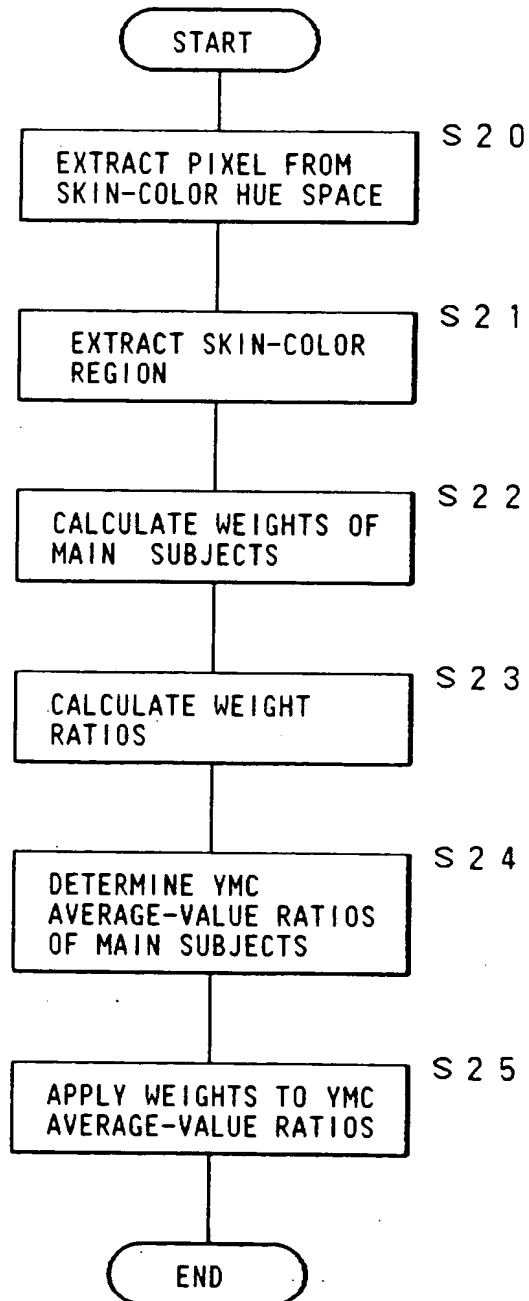 START
S20
EXTRACT PIXEL FROM
SKIN-COLOR HUE SPACE
S21
EXTRACT SKIN-COLOR
REGION
S22
CALCULATE WEIGHTS OF
MAIN SUBJECTS
S23
CALCULATE WEIGHT
RATIOS
S24
DETERMINE YMC
AVERAGE-VALUE RATIOS
OF MAIN SUBJECTS
S25
APPLY WEIGHTS TO YMC
AVERAGE-VALUE RATIOS
END